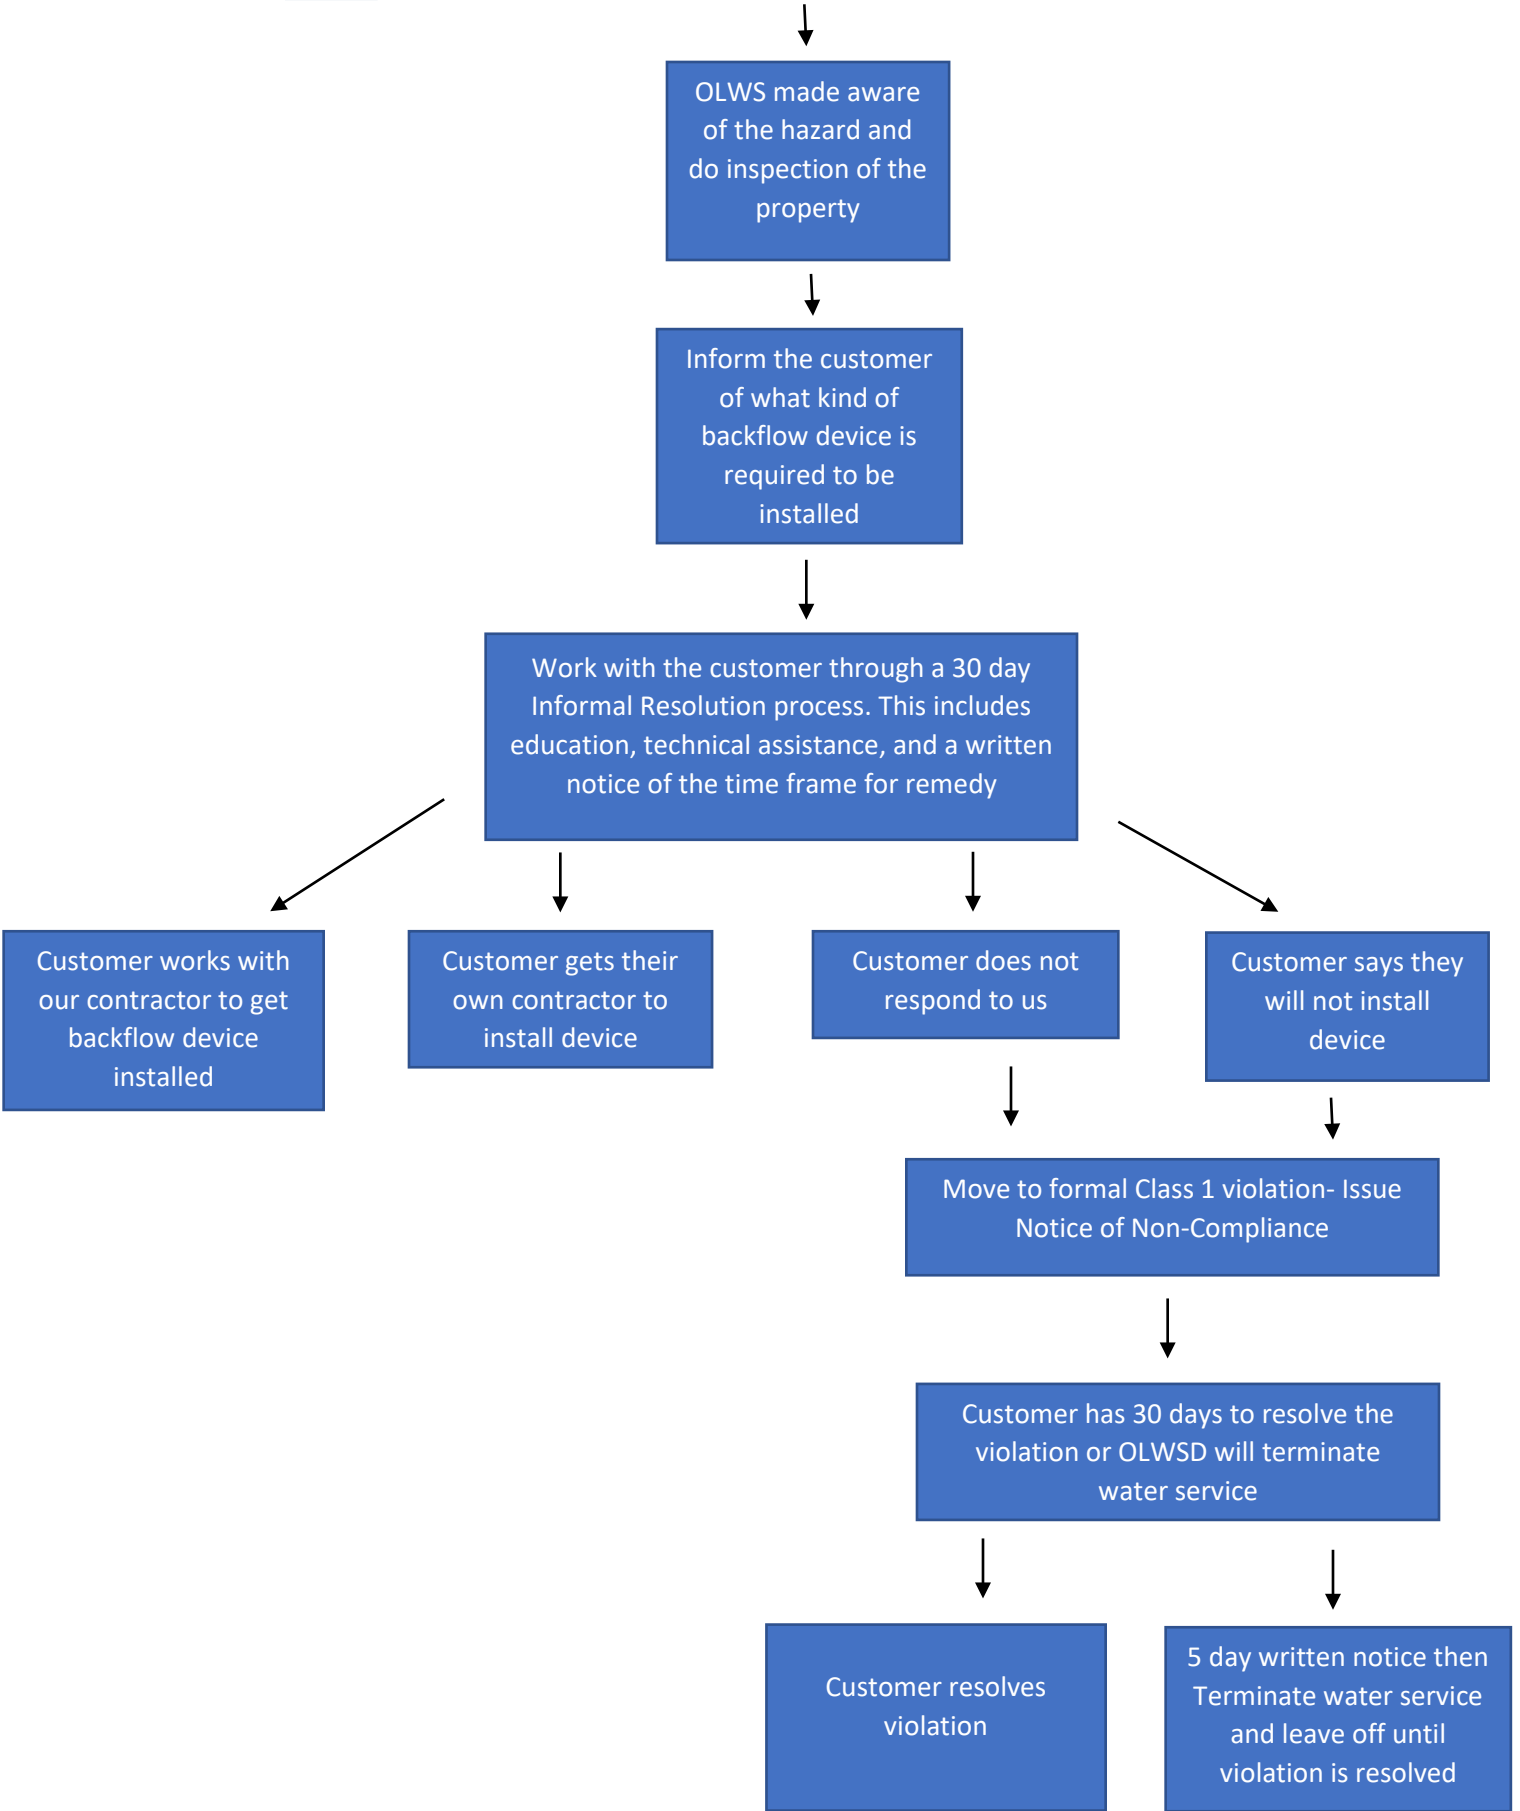 OLWS made aware
of the hazard and
do inspection of the
property
Inform the customer
of what kind of
backflow device is
required to be
installed
Work with the customer through a 30 day
Informal Resolution process. This includes
education, technical assistance, and a written
notice of the time frame for remedy
Customer works with
our contractor to get
backflow device
installed
Customer gets their
own contractor to
install device
Customer does not
respond to us
Customer says they
will not install
device
Move to formal Class 1 violation- Issue
Notice of Non-Compliance
Customer has 30 days to resolve the
violation or OLWSD will terminate
water service
Customer resolves
violation
5 day written notice then
Terminate water service
and leave off until
violation is resolved